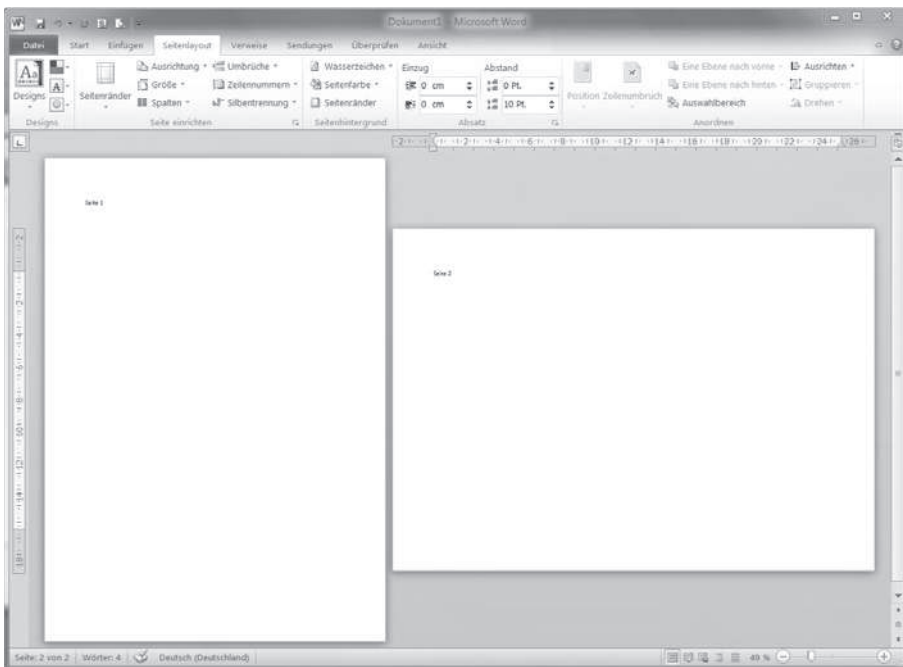 Dokument1 - Microsoft Word
Datei Start Einfügen Seitenlayout Verweise Sendungen Überprüfen Ansicht
Designs
Seitenränder
Ausrichtung
Größe
Spalten
Umbrüche
Zeilennummern
Silbentrennung
Wasserzeichen
Seitenfarbe
Seitenränder
Einzug
0 cm
0 cm
Abstand
0 Pt.
10 Pt.
Position
Zeilenumbruch
Eine Ebene nach vorne
Eine Ebene nach hinten
Auswahlbereich
Ausrichten
Gruppieren
Drehen
Designs Seite einrichten Seitenhintergrund Absatz Anordnen
Seite 1
Seite 2
Seite: 2 von 2 Wörter: 4 Deutsch (Deutschland) 49 %